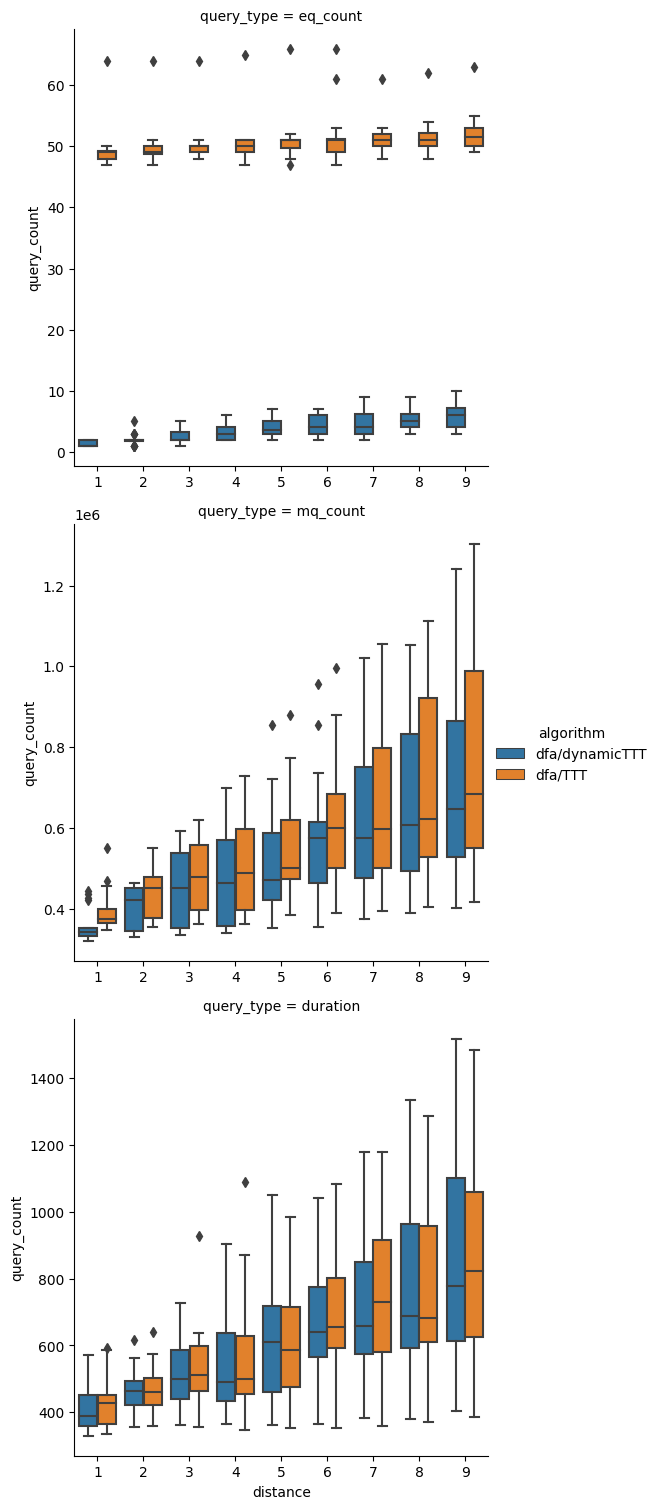 query_type = eq_count
60
50
40
30
20
10
0
query_count
1 2 3 4 5 6 7 8 9
1e6
query_type = mq_count
1.2
1.0
0.8
0.6
0.4
query_count
1 2 3 4 5 6 7 8 9
algorithm
dfa/dynamicTTT
dfa/TTT
query_type = duration
1400
1200
1000
800
600
400
query_count
1 2 3 4 5 6 7 8 9
distance